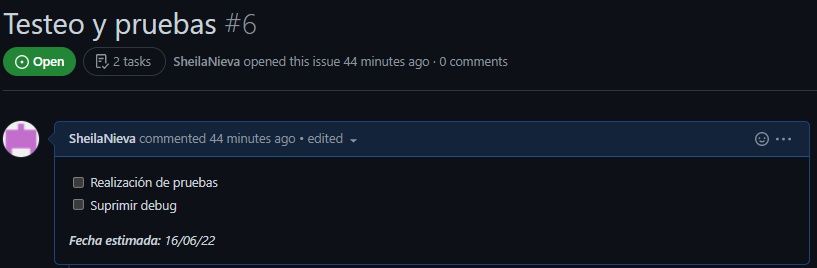 Testeo y pruebas #6
Open 2 tasks SheilaNieva opened this issue 44 minutes ago · 0 comments
SheilaNieva commented 44 minutes ago • edited
Realización de pruebas
Suprimir debug
Fecha estimada: 16/06/22